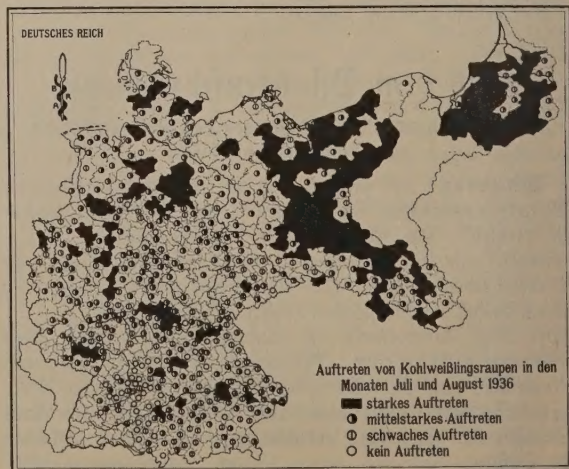 DEUTSCHES REICH
Auftreten von Kohlweißlingsraupen in den
Monaten Juli und August 1936
starkes Auftreten
mittelstarkes Auftreten
schwaches Auftreten
kein Auftreten